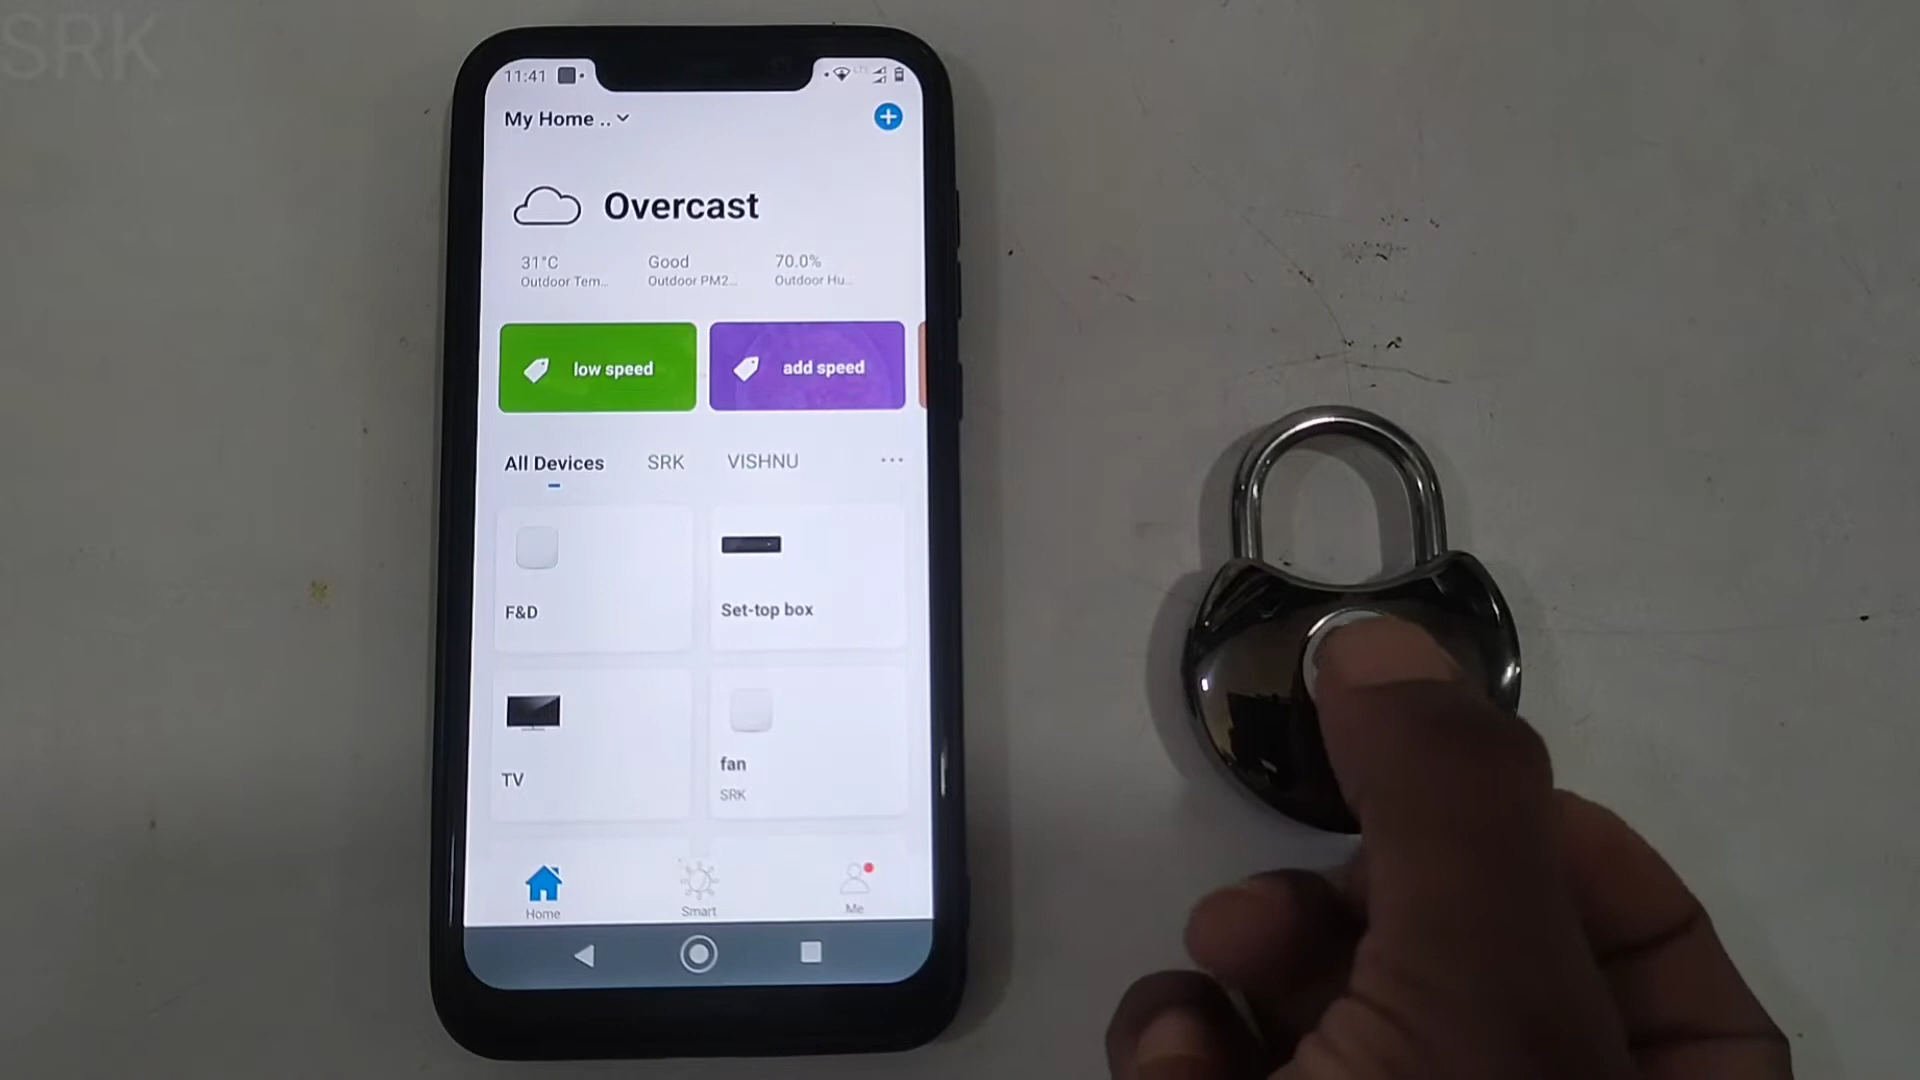 SRK
11:41
LTE
My Home ..
Overcast
31°C
Good
70.0%
Outdoor Tem...
Outdoor PM2...
Outdoor Hu...
low speed
add speed
All Devices
SRK
VISHNU
F&D
Set-top box
TV
fan
SRK
Home
Smart
Me